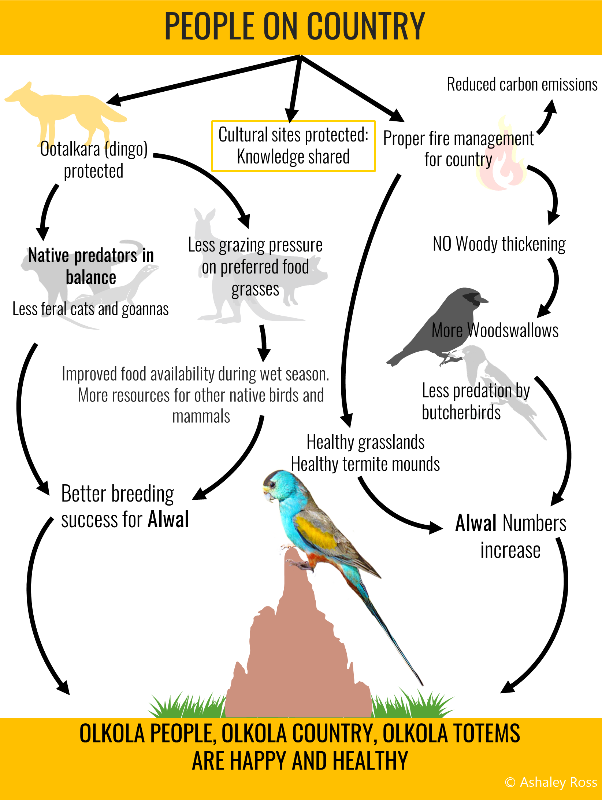 PEOPLE ON COUNTRY
Reduced carbon emissions
Cultural sites protected:
Knowledge shared
Proper fire management
for country
Ootalkara (dingo)
protected
Native predators in
balance
Less feral cats and goannas
Less grazing pressure
on preferred food
grasses
NO Woody thickening
More Woodswallows
Less predation by
butcherbirds
Improved food availability during wet season.
More resources for other native birds and
mammals
Healthy grasslands
Healthy termite mounds
Better breeding
success for Alwal
Alwal Numbers
increase
OLKOLA PEOPLE, OLKOLA COUNTRY, OLKOLA TOTEMS
ARE HAPPY AND HEALTHY
© Ashaley Ross